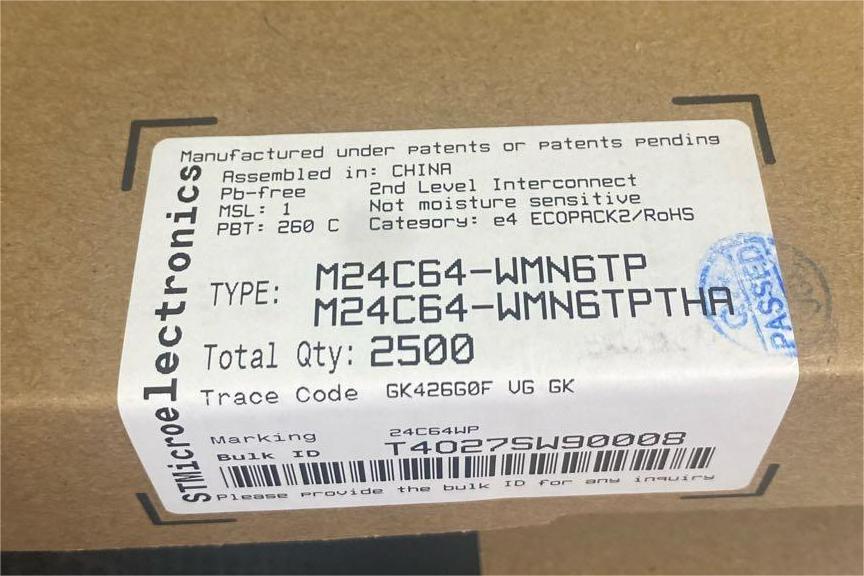 Manufactured under patents or patents pending
STMicroelectronics
Assembled in: CHINA
Pb-free 2nd Level Interconnect
MSL: 1 Not moisture sensitive
PBT: 260 C Category: e4 ECOPACK2/RoHS
TYPE: M24C64-WMN6TP
M24C64-WMN6TPTHA
PASSED
Total Qty: 2500
Trace Code GK426G0F VG GK
Marking 24C64WP
Bulk ID T4027SW90008
Please provide the bulk ID for any inquiry